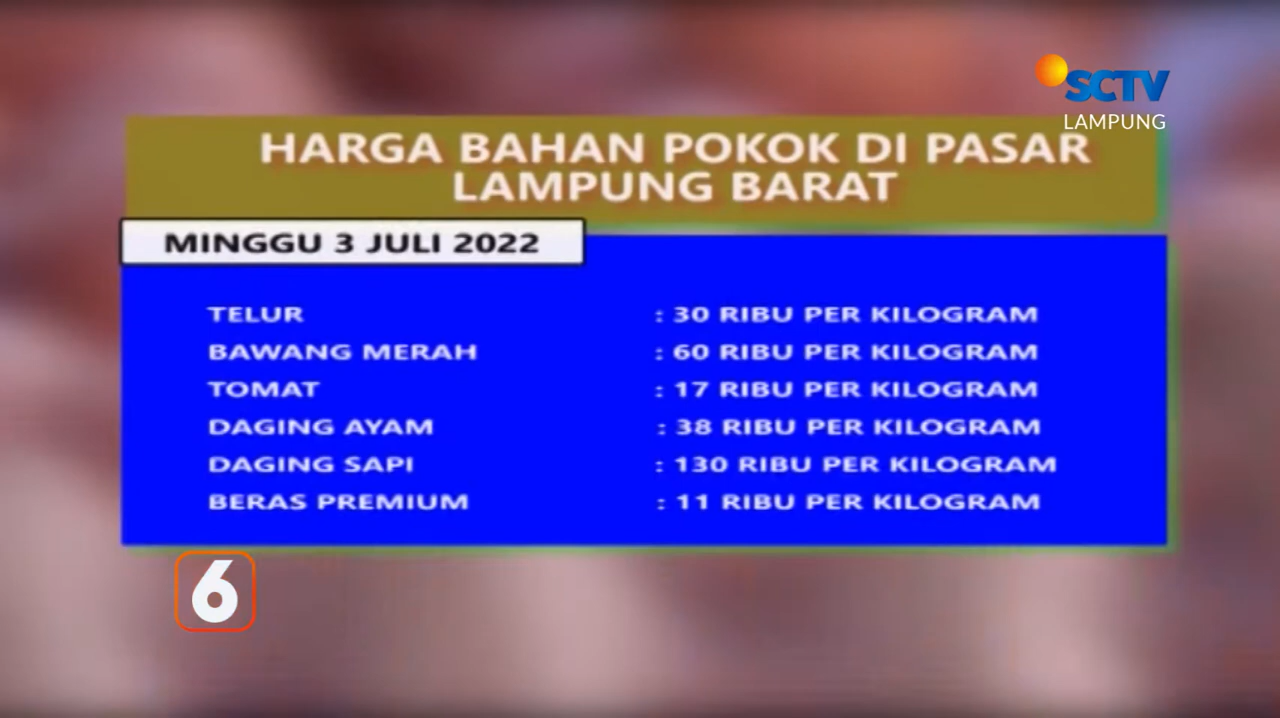 SCTV
LAMPUNG
HARGA BAHAN POKOK DI PASAR
LAMPUNG BARAT
MINGGU 3 JULI 2022
TELUR : 30 RIBU PER KILOGRAM
BAWANG MERAH : 60 RIBU PER KILOGRAM
TOMAT : 17 RIBU PER KILOGRAM
DAGING AYAM : 38 RIBU PER KILOGRAM
DAGING SAPI : 130 RIBU PER KILOGRAM
BERAS PREMIUM : 11 RIBU PER KILOGRAM
6